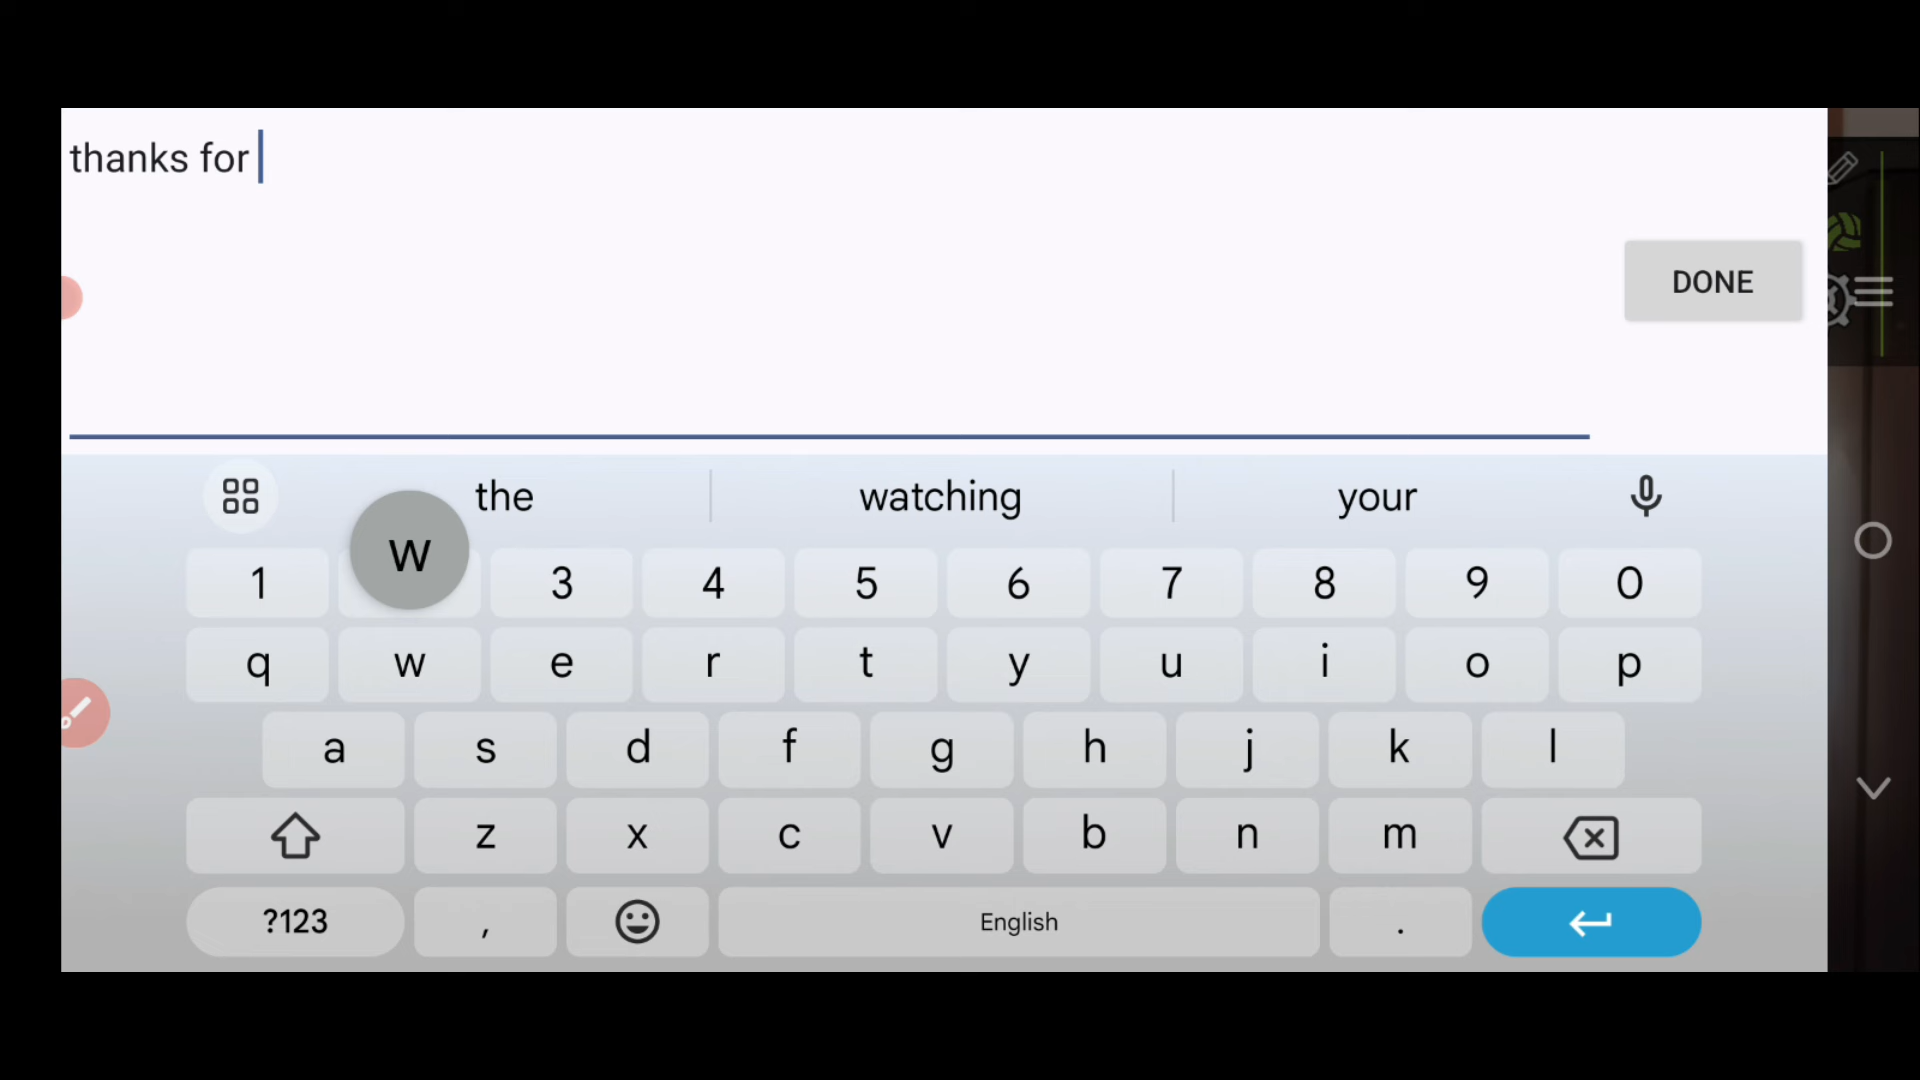 thanks for
DONE
the watching your
w
1 3 4 5 6 7 8 9 0
q w e r t y u i o p
a s d f g h j k l
z x c v b n m
?123 , English .